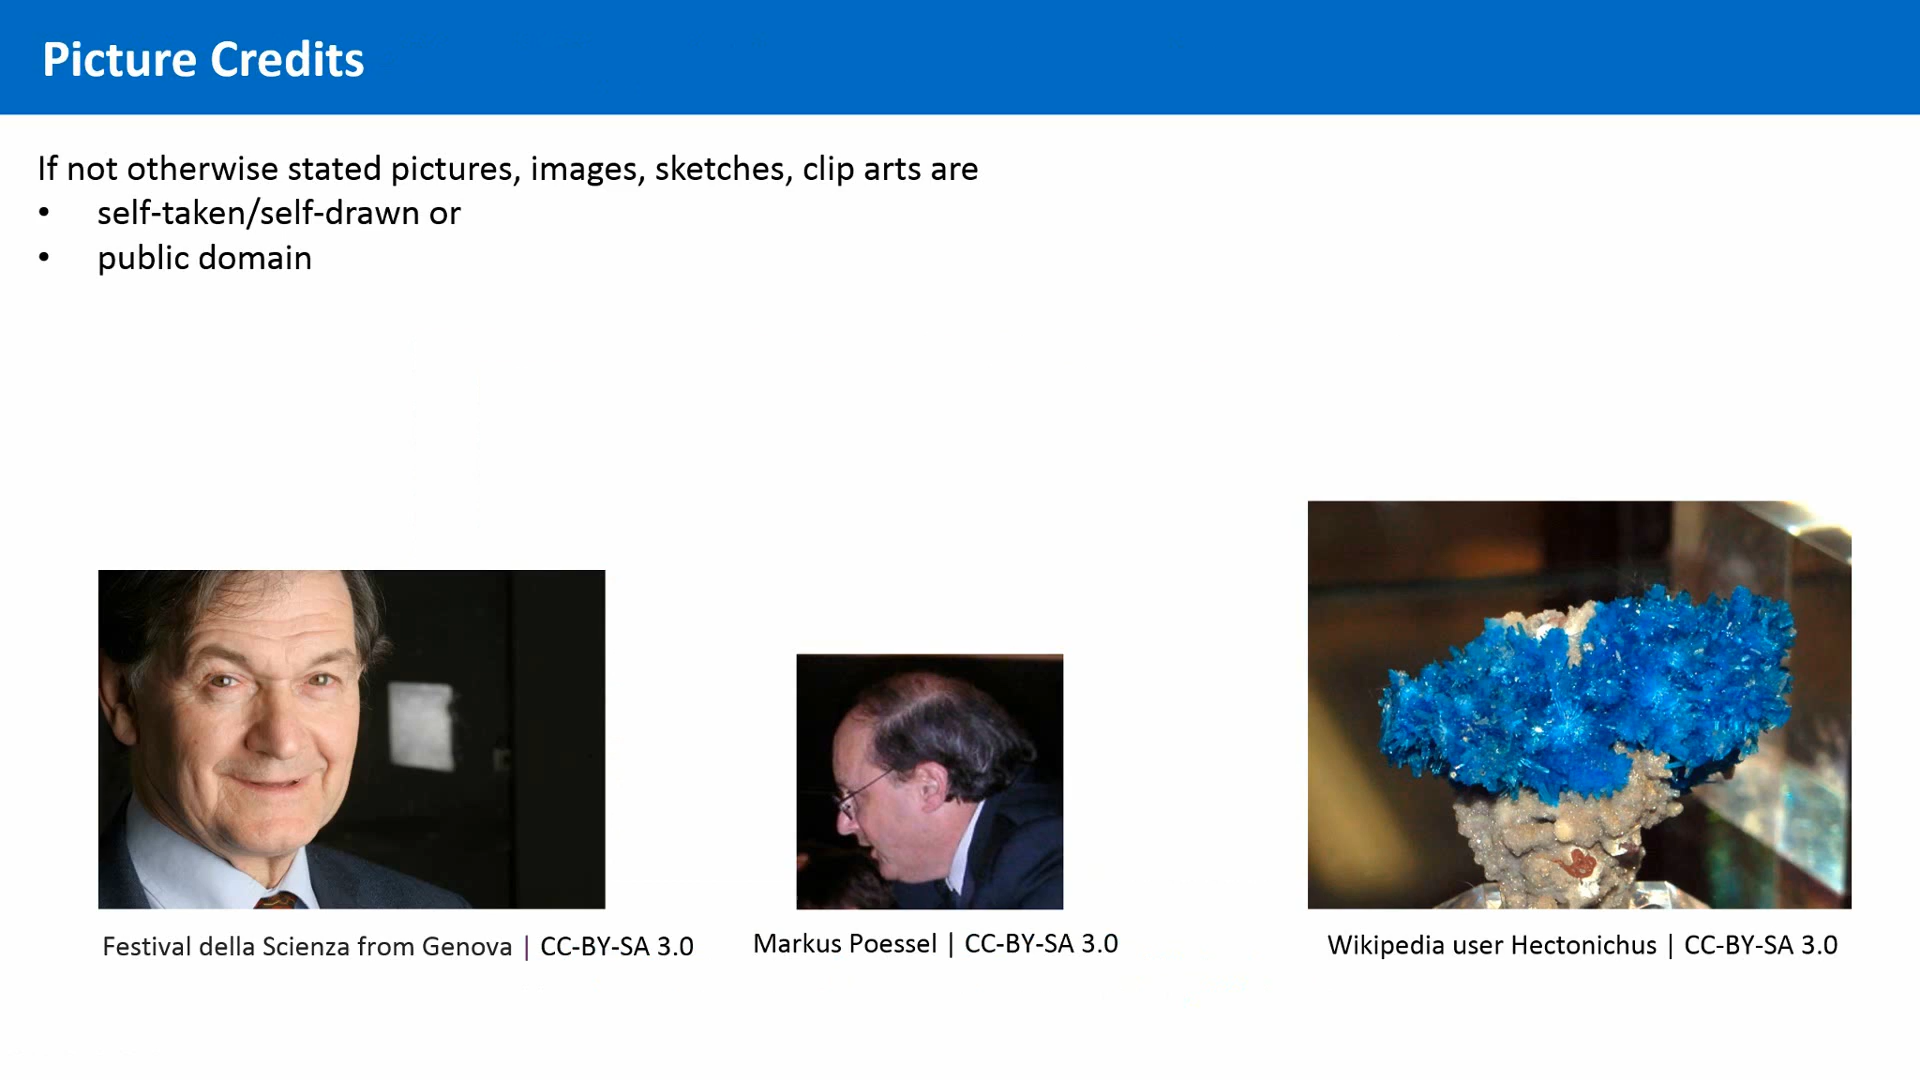 Picture Credits
If not otherwise stated pictures, images, sketches, clip arts are
• self-taken/self-drawn or
• public domain
Festival della Scienza from Genova | CC-BY-SA 3.0
Markus Poessel | CC-BY-SA 3.0
Wikipedia user Hectonichus | CC-BY-SA 3.0